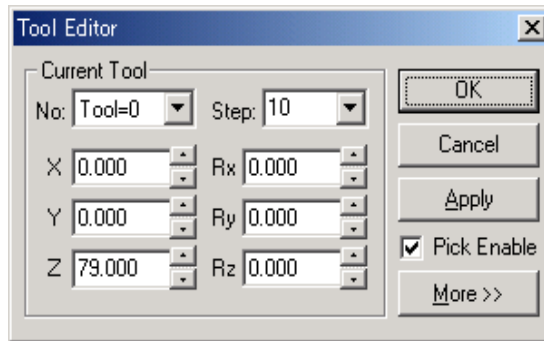 Tool Editor
Current Tool
No: Tool=0 Step: 10
X 0.000 Rx 0.000
Y 0.000 Ry 0.000
Z 79.000 Rz 0.000
OK
Cancel
Apply
Pick Enable
More >>